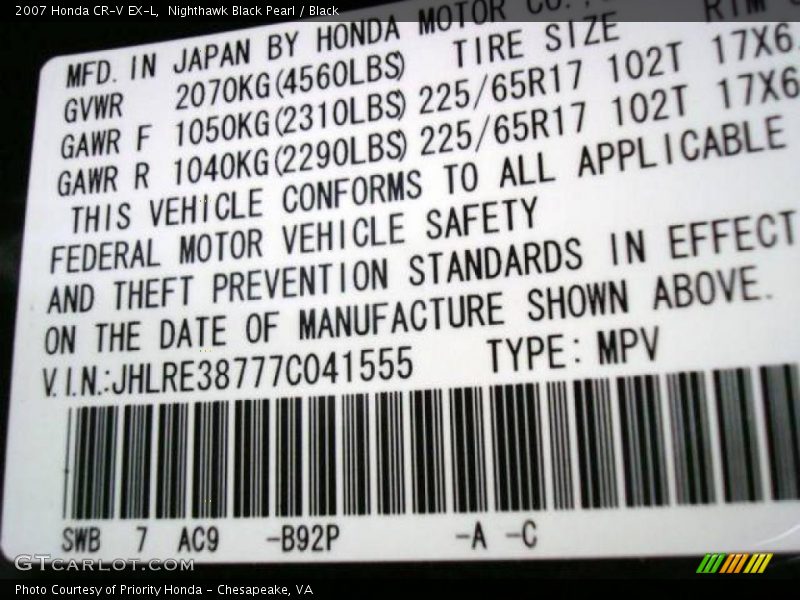 2007 Honda CR-V EX-L, Nighthawk Black Pearl / Black
MFD. IN JAPAN BY HONDA MOTOR CO.
TIRE SIZE RIM
GVWR 2070KG(4560LBS)
GAWR F 1050KG(2310LBS) 225/65R17 102T 17X6
GAWR R 1040KG(2290LBS) 225/65R17 102T 17X6
THIS VEHICLE CONFORMS TO ALL APPLICABLE
FEDERAL MOTOR VEHICLE SAFETY
AND THEFT PREVENTION STANDARDS IN EFFECT
ON THE DATE OF MANUFACTURE SHOWN ABOVE.
V.I.N.:JHLRE38777C041555 TYPE: MPV
SWB 7 AC9 -B92P -A -C
GTCARLOT.COM
Photo Courtesy of Priority Honda - Chesapeake, VA